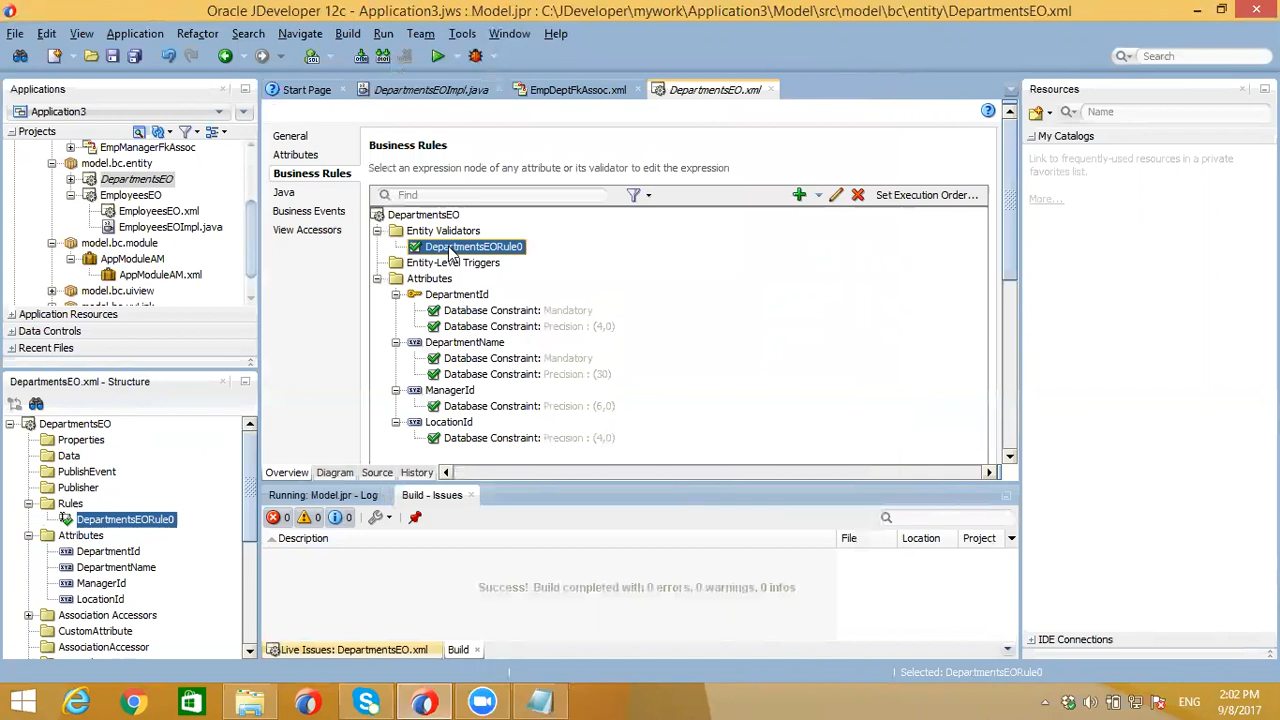 Oracle JDeveloper 12c - Application3.jws : Model.jpr : C:\JDeveloper\mywork\Application3\Model\src\model\bc\entity\DepartmentsEO.xml
File Edit View Application Refactor Search Navigate Build Run Team Tools Window Help
Search
Applications
Application3
Projects
EmpManagerFkAssoc
model.bc.entity
DepartmentsEO
EmployeesEO
EmployeesEO.xml
EmployeesEOImpl.java
model.bc.module
AppModuleAM
AppModuleAM.xml
model.bc.uiview
Application Resources
Data Controls
Recent Files
DepartmentsEO.xml - Structure
DepartmentsEO
Properties
Data
PublishEvent
Publisher
Rules
DepartmentsEORule0
Attributes
DepartmentId
DepartmentName
ManagerId
LocationId
Association Accessors
CustomAttribute
AssociationAccessor
Start Page DepartmentsEOImpl.java EmpDeptFkAssoc.xml DepartmentsEO.xml
General
Attributes
Business Rules
Java
Business Events
View Accessors
Business Rules
Select an expression node of any attribute or its validator to edit the expression
Find
Set Execution Order...
DepartmentsEO
Entity Validators
DepartmentsEORule0
Entity-Level Triggers
Attributes
DepartmentId
Database Constraint: Mandatory
Database Constraint: Precision : (4,0)
DepartmentName
Database Constraint: Mandatory
Database Constraint: Precision : (30)
ManagerId
Database Constraint: Precision : (6,0)
LocationId
Database Constraint: Precision : (4,0)
Overview Diagram Source History
Running: Model.jpr - Log Build - Issues
0 0 0
Description File Location Project
Success! Build completed with 0 errors, 0 warnings, 0 infos
Live Issues: DepartmentsEO.xml Build
Resources
Name
My Catalogs
Link to frequently-used resources in a private
favorites list.
More...
IDE Connections
Selected: DepartmentsEORule0
ENG
2:02 PM
9/8/2017